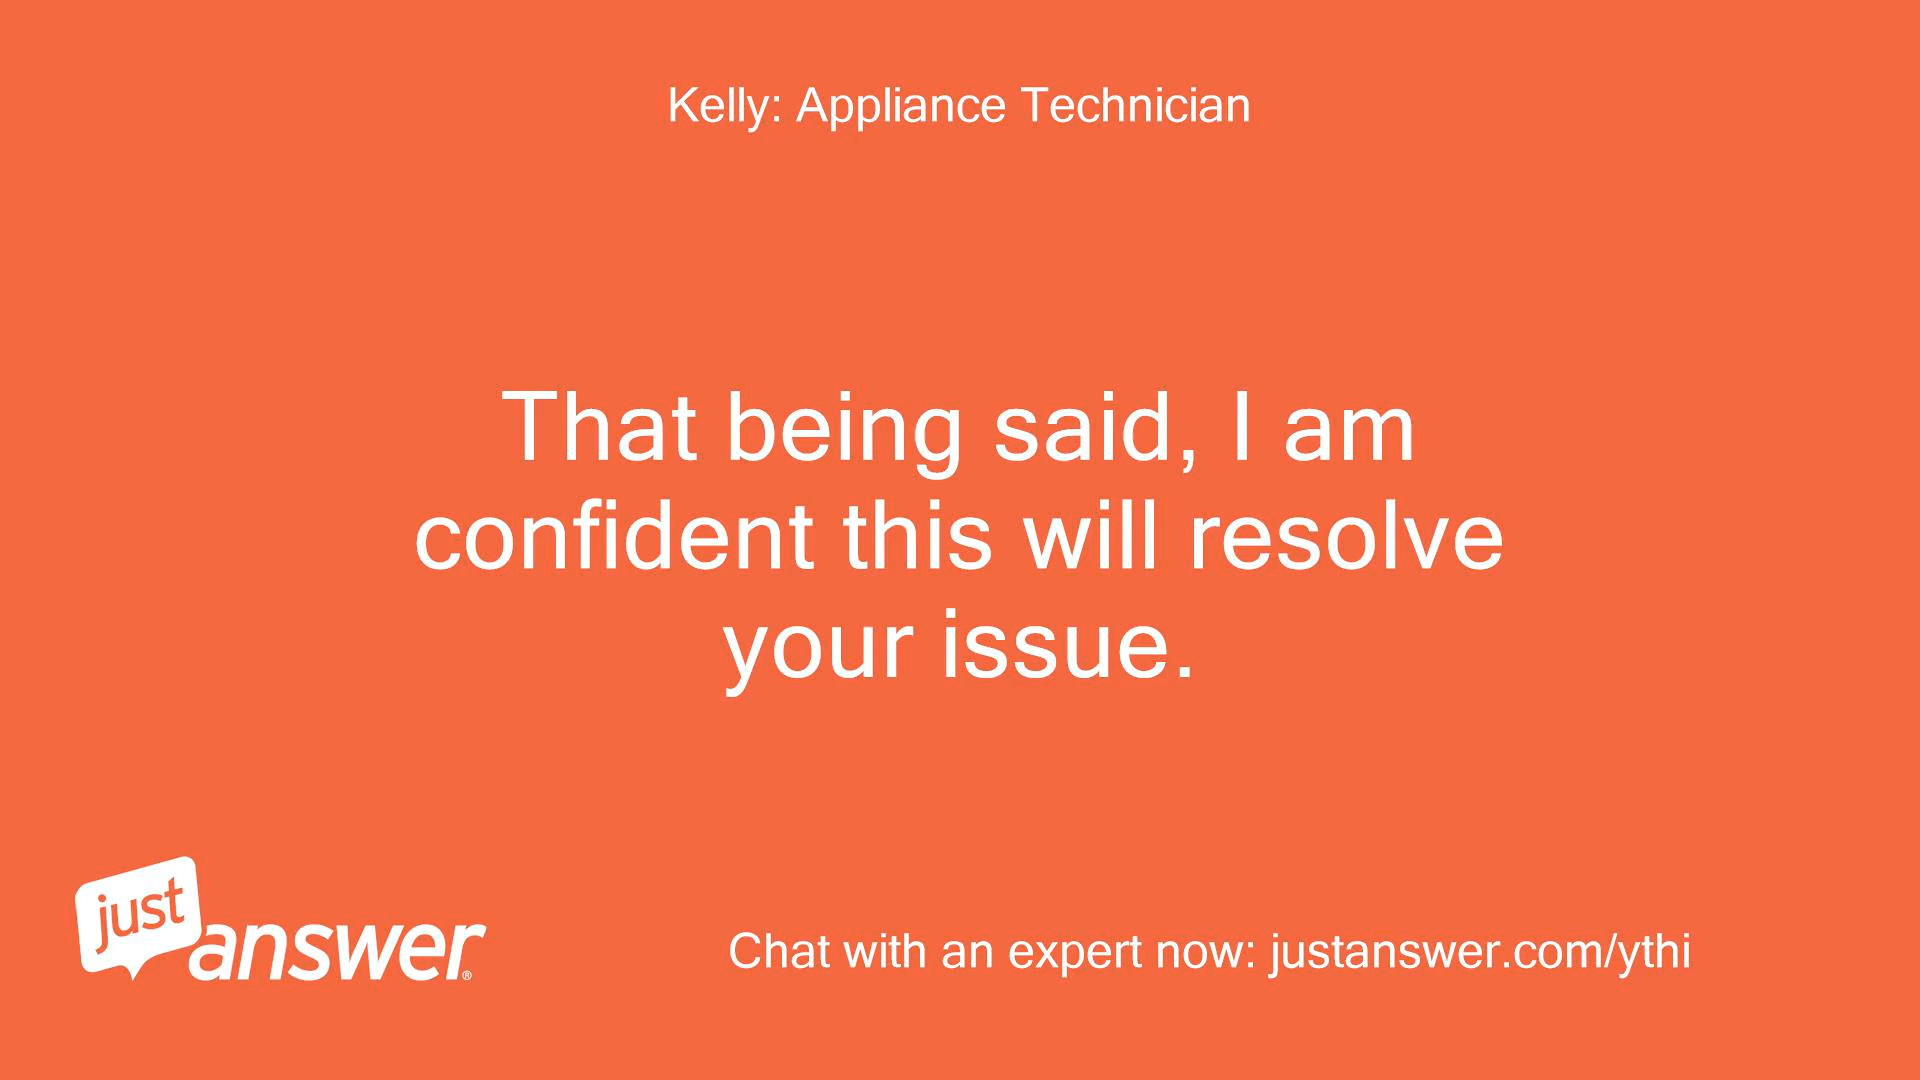 Kelly: Appliance Technician
That being said, I am
confident this will resolve
your issue.
just
answer®
Chat with an expert now: justanswer.com/ythi